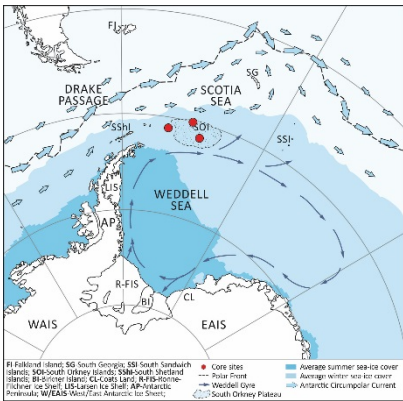 FI
DRAKE
PASSAGE
SCOTIA
SEA
SG
SShI
SOI
SSI
LIS
WEDDELL
SEA
AP
R-FIS
BI
CL
WAIS
EAIS
FI-Falkland Island; SG-South Georgia; SSI-South Sandwich
Islands; SOI-South Orkney Islands; SShI-South Shetland
Islands; BI-Birkner Island; CL-Coats Land; R-FIS-Ronne-
Filchner Ice Shelf; LIS-Larsen Ice Shelf; AP-Antarctic
Peninsula; W/EAIS-West/East Antarctic Ice Sheet;
Core sites
Polar Front
Weddell Gyre
South Orkney Plateau
Average summer sea-ice cover
Average winter sea ice cover
Antarctic Circumpolar Current